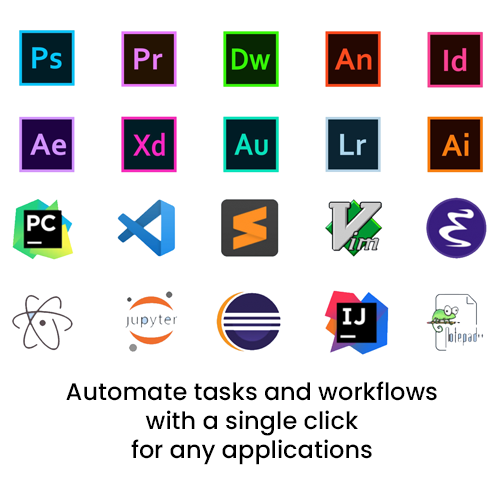 Ps Pr Dw An Id
Ae Xd Au Lr Ai
PC Vim
jupyter IJ Notepad++
Automate tasks and workflows
with a single click
for any applications